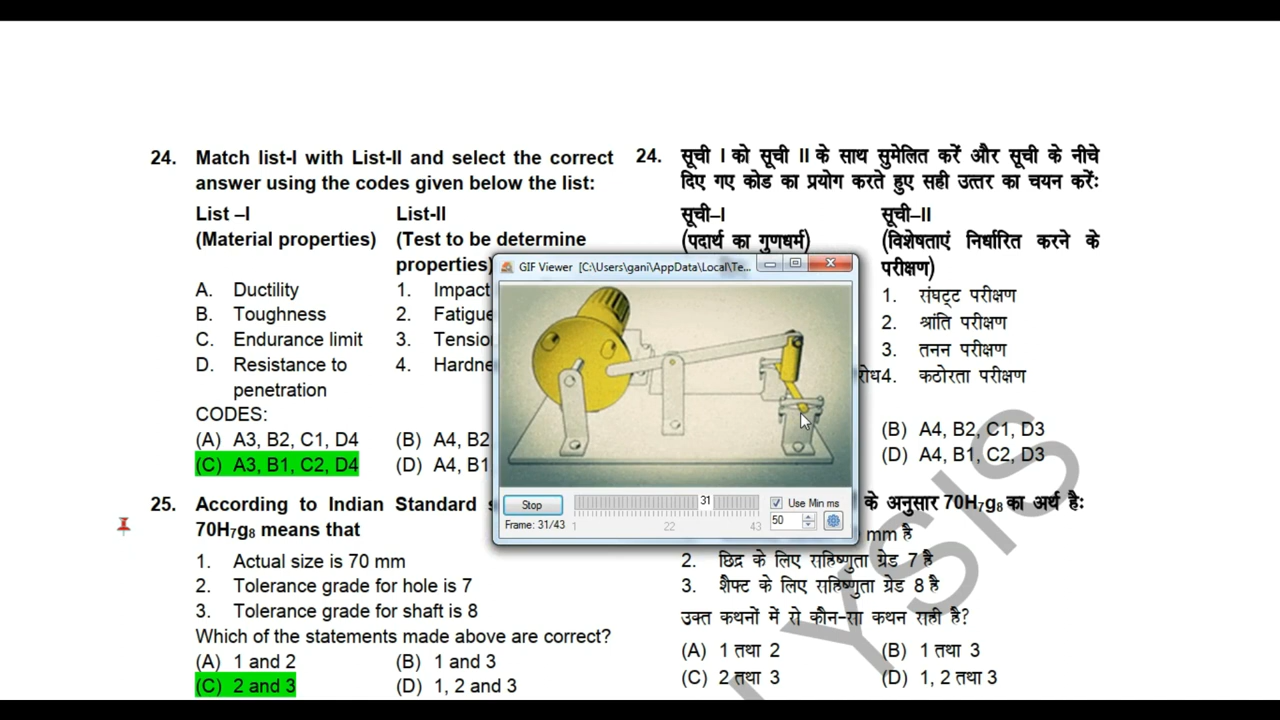 24. Match list-I with List-II and select the correct
answer using the codes given below the list:
List –I List-II
(Material properties) (Test to be determine
properties)
A. Ductility 1. Impact
B. Toughness 2. Fatigue
C. Endurance limit 3.
D. Resistance to 4.
penetration
CODES:
(A) A3, B2, C1, D4 (B) A4, B2
(C) A3, B1, C2, D4 (D) A4, B1
25. According to Indian Standard
70H7g8 means that
1. Actual size is 70 mm
2. Tolerance grade for hole is 7
3. Tolerance grade for shaft is 8
Which of the statements made above are correct?
(A) 1 and 2 (B) 1 and 3
(C) 2 and 3 (D) 1, 2 and 3
GIF Viewer [C:\Users\gani\AppData\Local\Te...
Stop
31
Use Min ms
Frame: 31/43 1 22 43
50
24. सूची I को सूची II के साथ सुमेलित करें और सूची के नीचे
दिए गए कोड का प्रयोग करते हुए सही उत्तर का चयन करें:
सूची–I सूची–II
(पदार्थ का गुणधर्म) (विशेषताएं निर्धारित करने के
परीक्षण)
1. संघट्ट परीक्षण
2. श्रांति परीक्षण
3. तनन परीक्षण
4. कठोरता परीक्षण
(B) A4, B2, C1, D3
(D) A4, B1, C2, D3
के अनुसार 70H7g8 का अर्थ है:
mm है
2. छिद्र के लिए सहिष्णुता ग्रेड 7 है
3. शैफ्ट के लिए सहिष्णुता ग्रेड 8 है
उक्त कथनों में से कौन–सा कथन सही है?
(A) 1 तथा 2 (B) 1 तथा 3
(C) 2 तथा 3 (D) 1, 2 तथा 3
YSIS